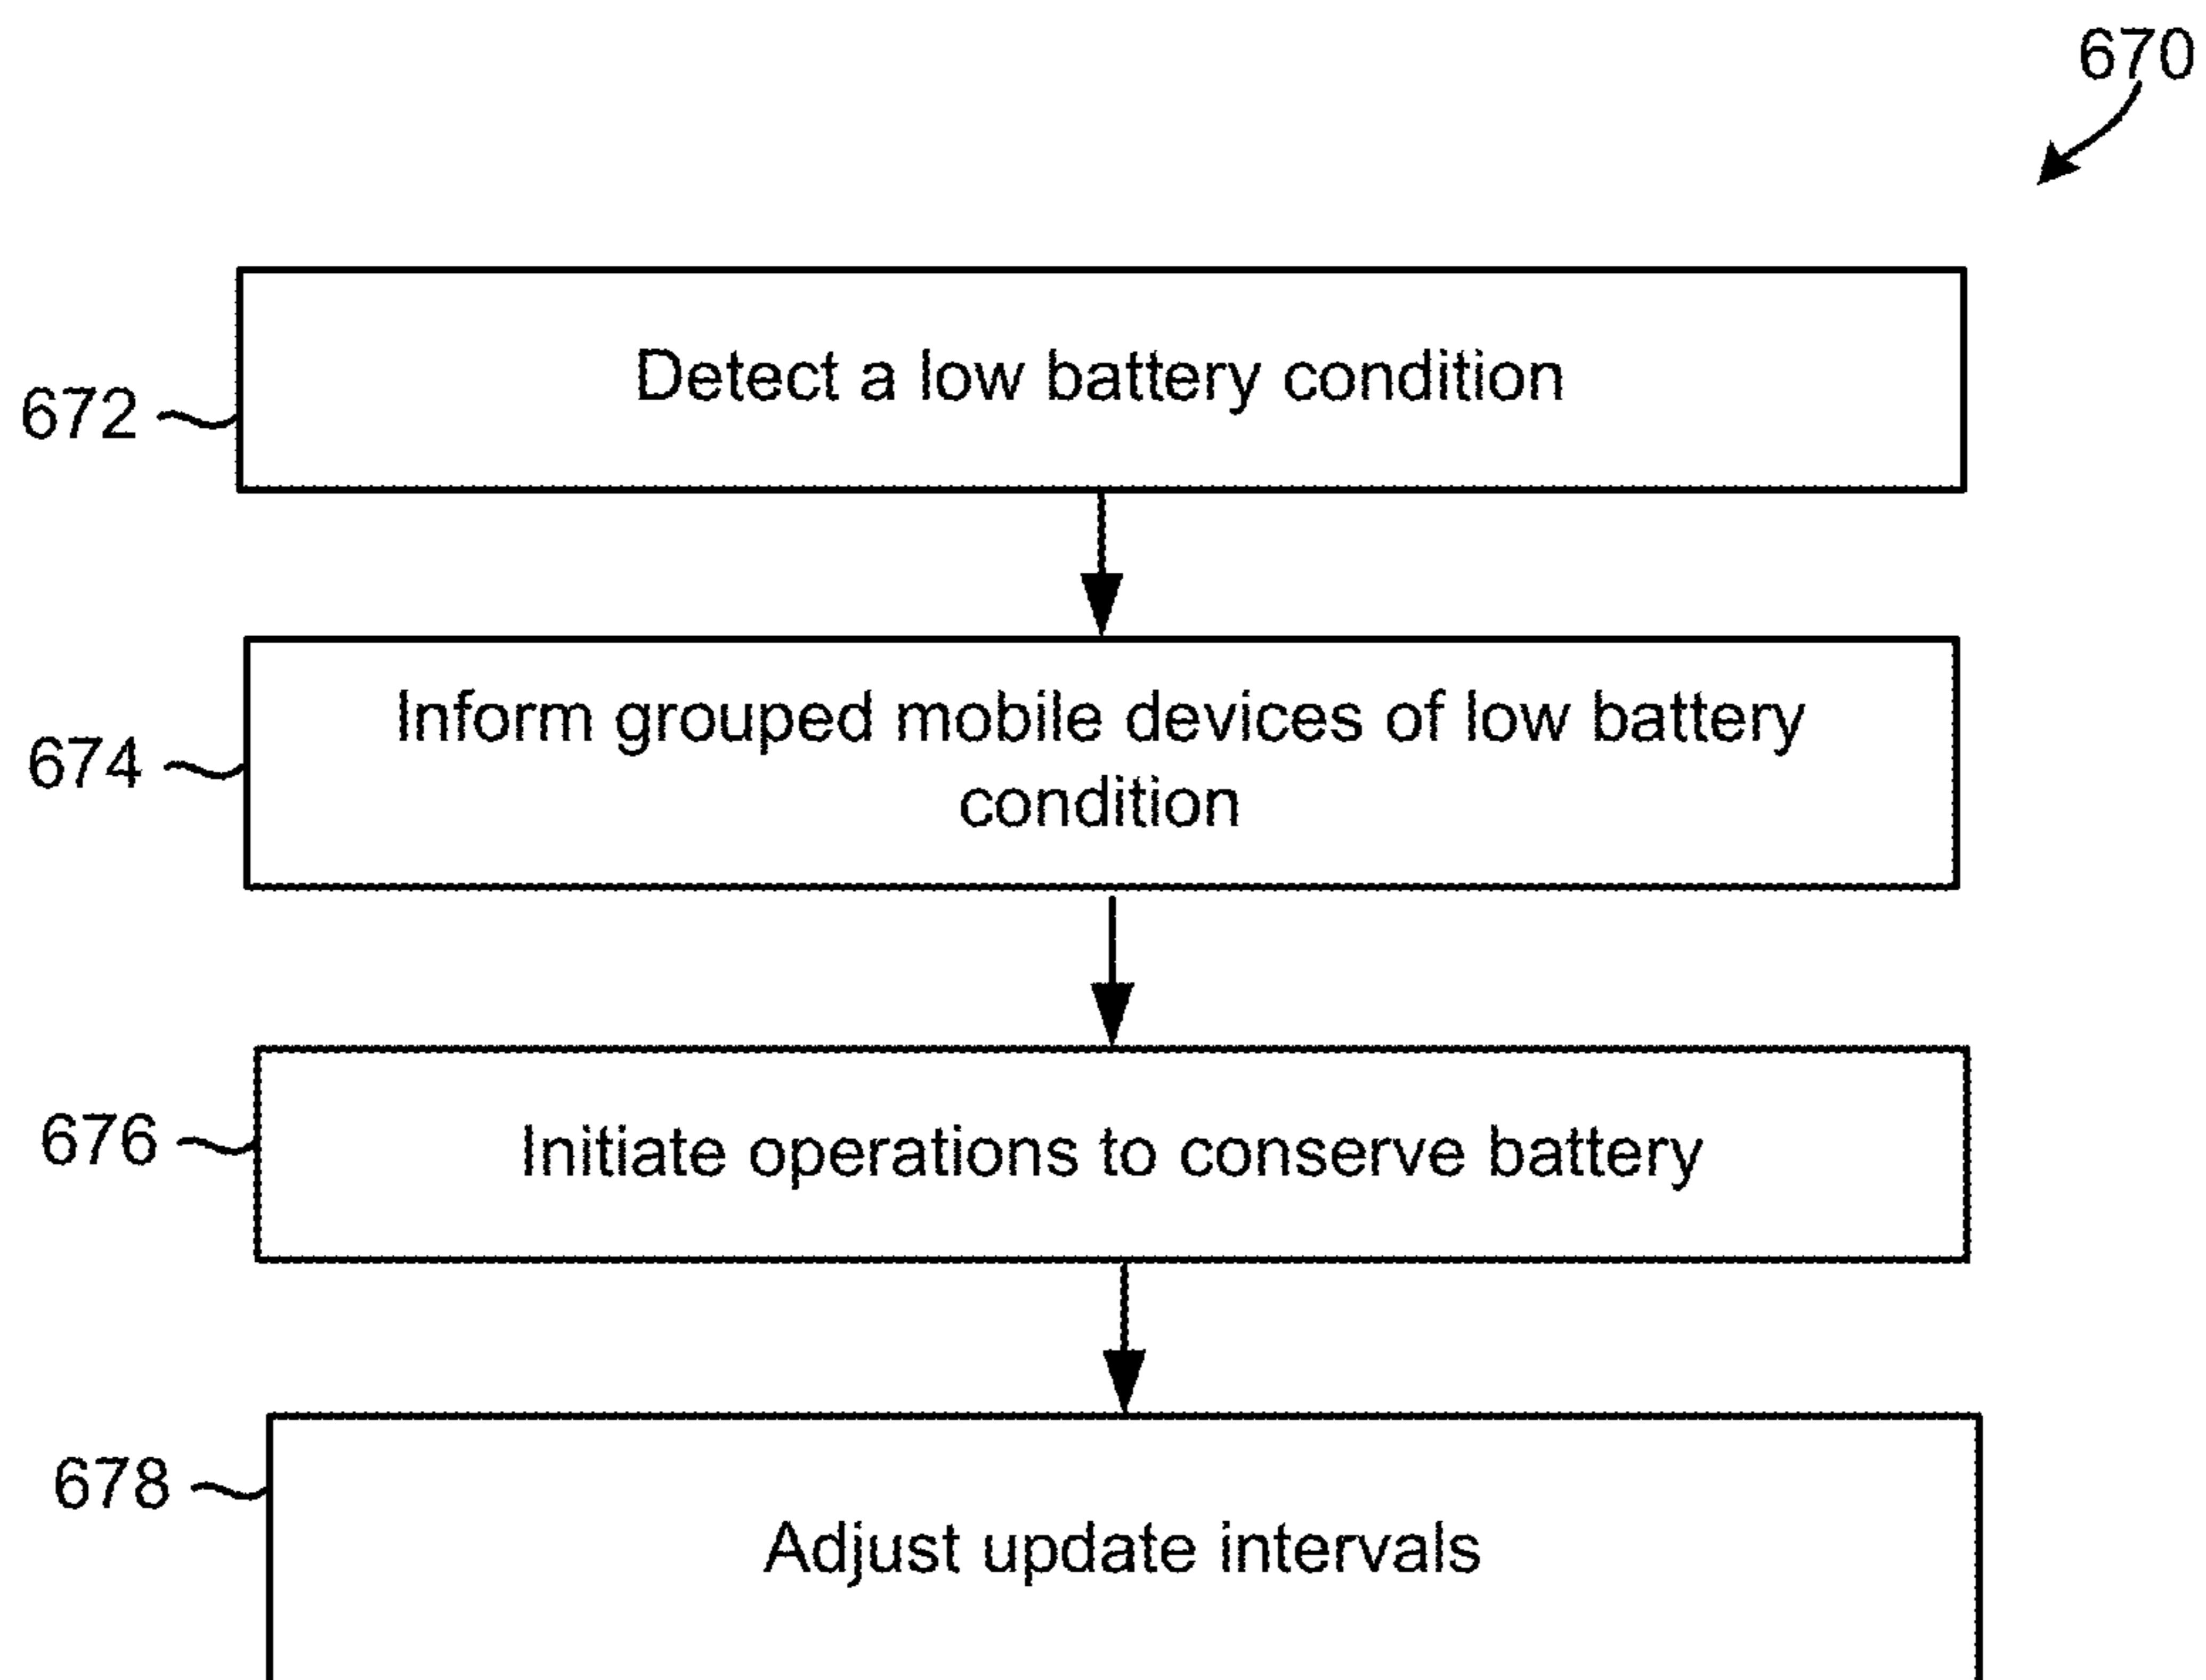 670
Detect a low battery condition
672
Inform grouped mobile devices of low battery
condition
674
676
Initiate operations to conserve battery
678
Adjust update intervals